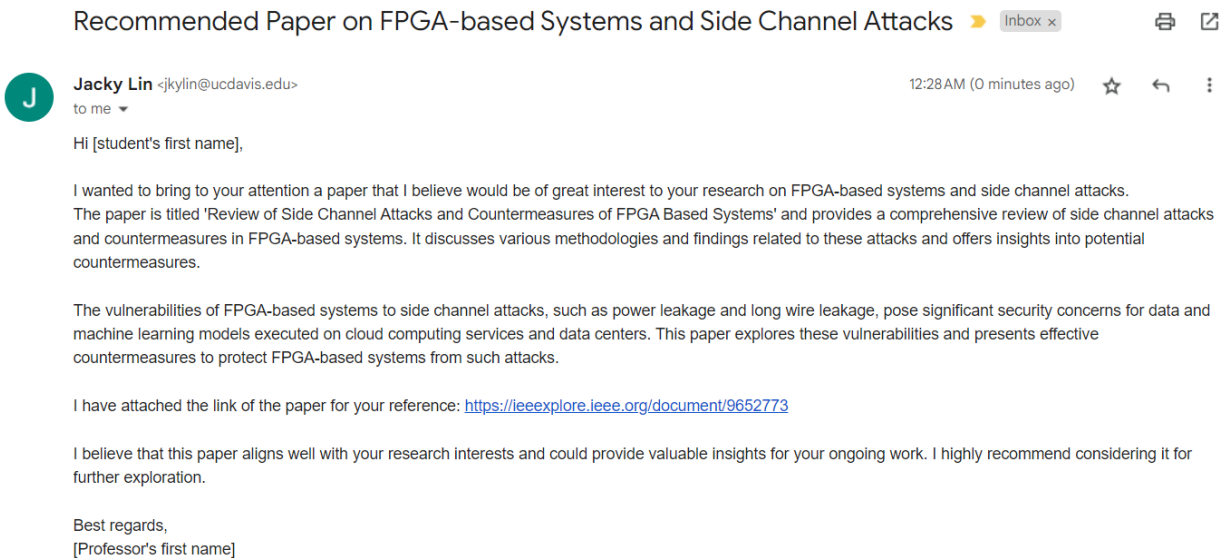 Recommended Paper on FPGA-based Systems and Side Channel Attacks Inbox x
J
Jacky Lin <jkylin@ucdavis.edu> 12:28 AM (0 minutes ago)
to me
Hi [student's first name],
I wanted to bring to your attention a paper that I believe would be of great interest to your research on FPGA-based systems and side channel attacks.
The paper is titled 'Review of Side Channel Attacks and Countermeasures of FPGA Based Systems' and provides a comprehensive review of side channel attacks
and countermeasures in FPGA-based systems. It discusses various methodologies and findings related to these attacks and offers insights into potential
countermeasures.
The vulnerabilities of FPGA-based systems to side channel attacks, such as power leakage and long wire leakage, pose significant security concerns for data and
machine learning models executed on cloud computing services and data centers. This paper explores these vulnerabilities and presents effective
countermeasures to protect FPGA-based systems from such attacks.
I have attached the link of the paper for your reference: https://ieeexplore.ieee.org/document/9652773
I believe that this paper aligns well with your research interests and could provide valuable insights for your ongoing work. I highly recommend considering it for
further exploration.
Best regards,
[Professor's first name]